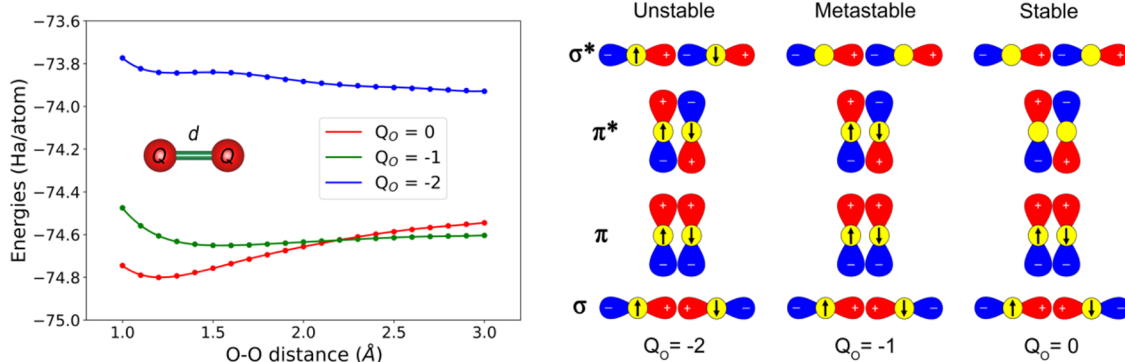 Energies (Ha/atom)
−73.6
−73.8
−74.0
−74.2
−74.4
−74.6
−74.8
−75.0
1.0 1.5 2.0 2.5 3.0
O-O distance (Å)
d
Q Q
Q_O = 0
Q_O = -1
Q_O = -2
Unstable Metastable Stable
σ*
↑ + ↓ + + + + +
π*
+ − + − + −
↑ ↓ ↑ ↓
− + − + − +
π
+ + + + + +
↑ ↓ ↑ ↓ ↑ ↓
− − − − − −
σ
↑ + + ↓ ↑ + + ↓ ↑ + + ↓
Q_O= -2 Q_O= -1 Q_O= 0